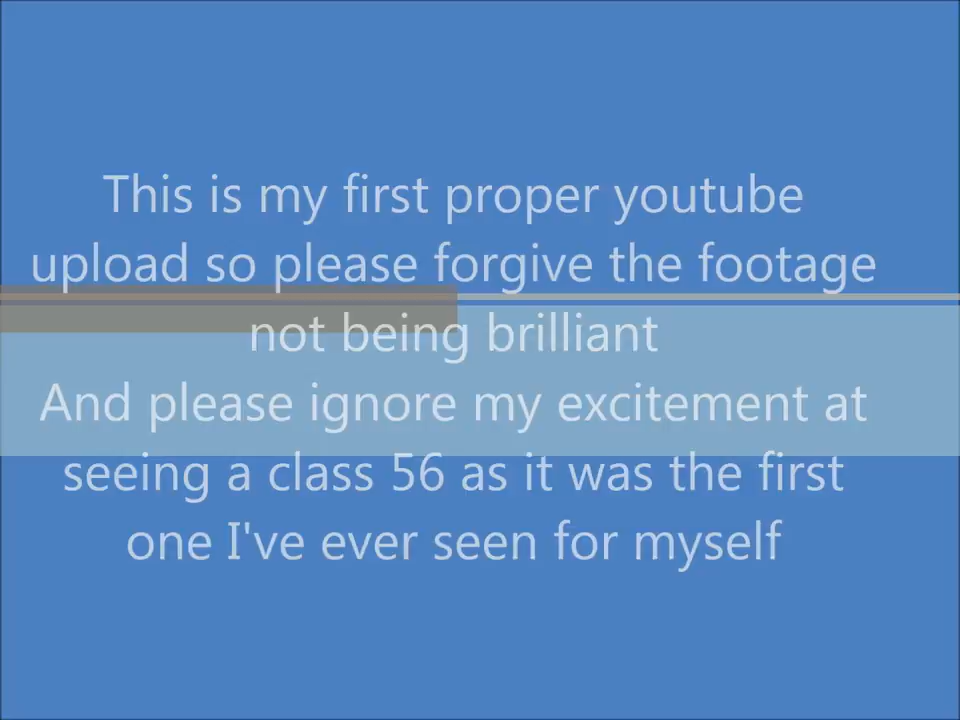 This is my first proper youtube
upload so please forgive the footage
not being brilliant
And please ignore my excitement at
seeing a class 56 as it was the first
one I've ever seen for myself